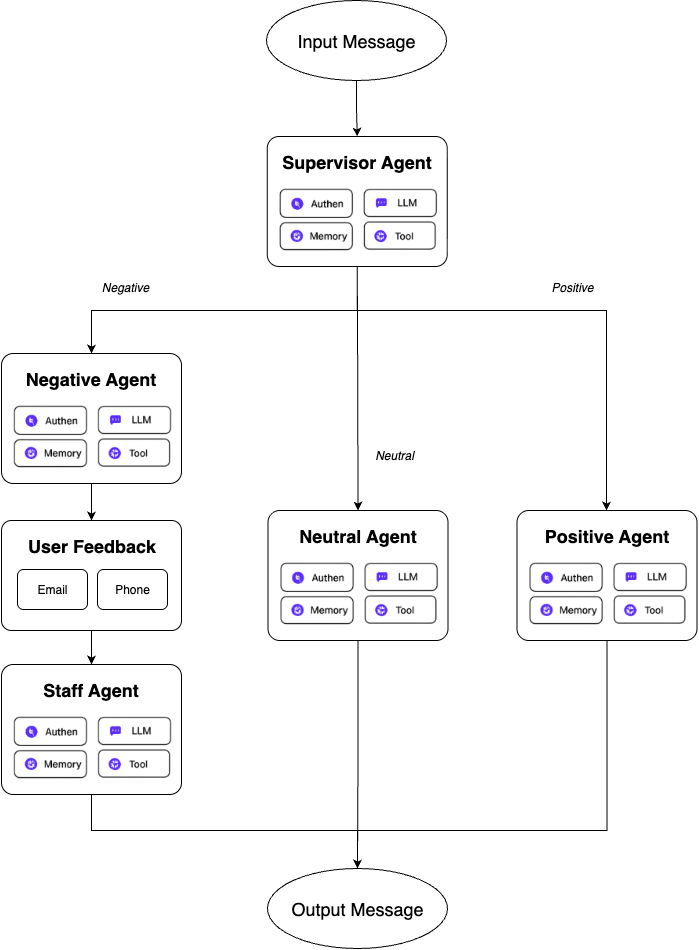 Input Message
Supervisor Agent
Authen LLM
Memory Tool
Negative Positive
Negative Agent
Authen LLM
Memory Tool
Neutral
User Feedback
Email Phone
Neutral Agent
Authen LLM
Memory Tool
Positive Agent
Authen LLM
Memory Tool
Staff Agent
Authen LLM
Memory Tool
Output Message